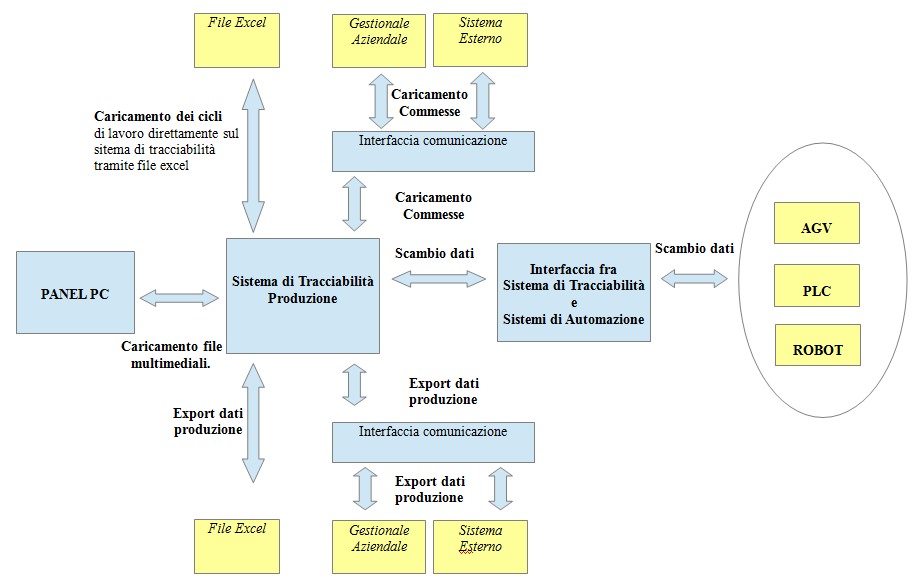 File Excel
Gestionale
Aziendale
Sistema
Esterno
Caricamento
Commesse
Caricamento dei cicli
di lavoro direttamente sul
sitema di tracciabilità
tramite file excel
Interfaccia comunicazione
Caricamento
Commesse
AGV
PLC
ROBOT
Scambio dati
Scambio dati
PANEL PC
Sistema di Tracciabilità
Produzione
Interfaccia fra
Sistema di Tracciabilità
e
Sistemi di Automazione
Caricamento file
multimediali.
Export dati
produzione
Export dati
produzione
Interfaccia comunicazione
Export dati
produzione
File Excel
Gestionale
Aziendale
Sistema
Esterno